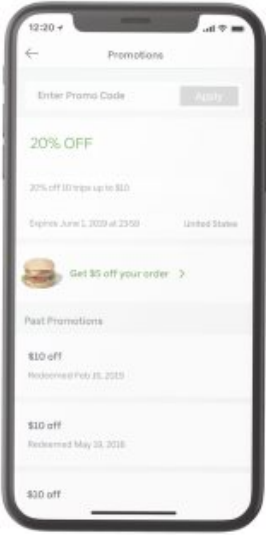 12:20
Promotions
Enter Promo Code
Apply
20% OFF
20% off 10 trips up to $10
Expires June 1, 2019 at 23:59
United States
Get $5 off your order
Past Promotions
$10 off
Redeemed Feb 16, 2019
$10 off
Redeemed May 19, 2018
$10 off